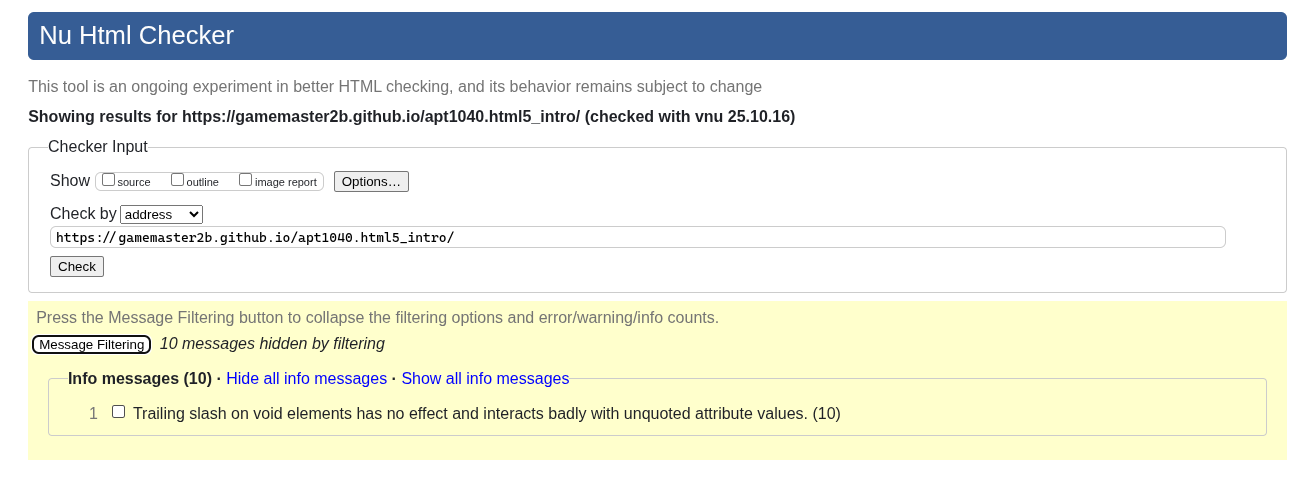 Nu Html Checker
This tool is an ongoing experiment in better HTML checking, and its behavior remains subject to change
Showing results for https://gamemaster2b.github.io/apt1040.html5_intro/ (checked with vnu 25.10.16)
Checker Input
Show source outline image report Options…
Check by address
https://gamemaster2b.github.io/apt1040.html5_intro/
Check
Press the Message Filtering button to collapse the filtering options and error/warning/info counts.
Message Filtering 10 messages hidden by filtering
Info messages (10) · Hide all info messages · Show all info messages
1 Trailing slash on void elements has no effect and interacts badly with unquoted attribute values. (10)